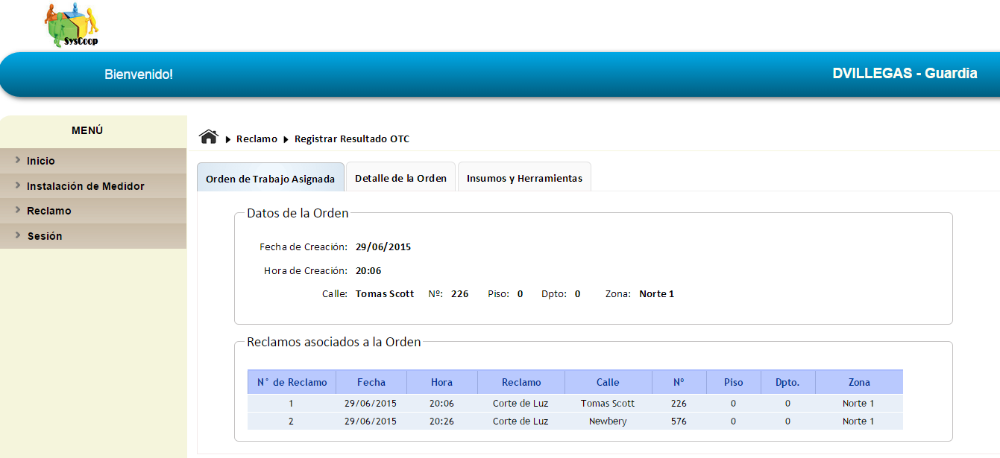 SysCoop
Bienvenido!
DVILLEGAS - Guardia
MENÚ
Inicio
Instalación de Medidor
Reclamo
Sesión
Reclamo Registrar Resultado OTC
Orden de Trabajo Asignada Detalle de la Orden Insumos y Herramientas
Datos de la Orden
Fecha de Creación: 29/06/2015
Hora de Creación: 20:06
Calle: Tomas Scott Nº: 226 Piso: 0 Dpto: 0 Zona: Norte 1
Reclamos asociados a la Orden
N° de Reclamo Fecha Hora Reclamo Calle Nº Piso Dpto. Zona
1 29/06/2015 20:06 Corte de Luz Tomas Scott 226 0 0 Norte 1
2 29/06/2015 20:26 Corte de Luz Newbery 576 0 0 Norte 1